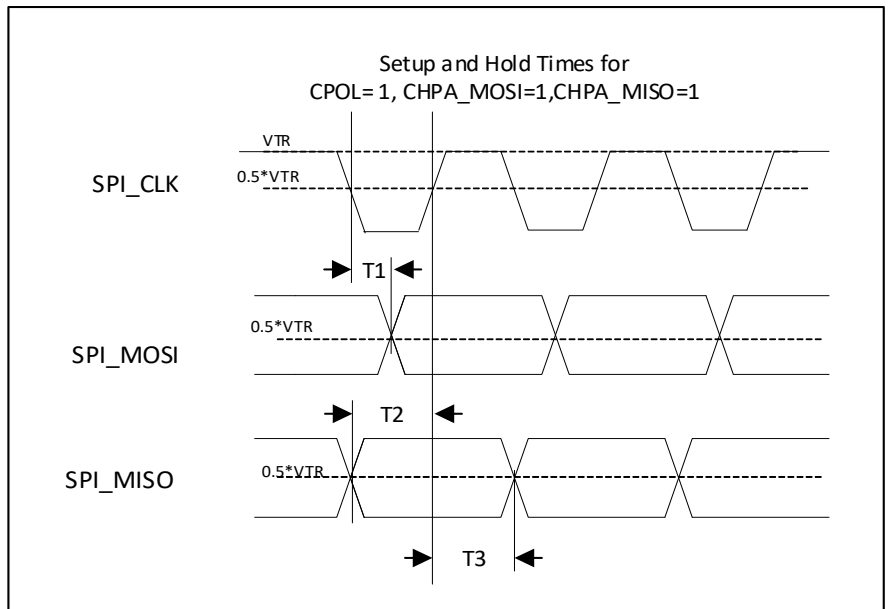 Setup and Hold Times for
CPOL= 1, CHPA_MOSI=1,CHPA_MISO=1
VTR
SPI_CLK
0.5*VTR
T1
0.5*VTR
SPI_MOSI
T2
SPI_MISO
0.5*VTR
T3